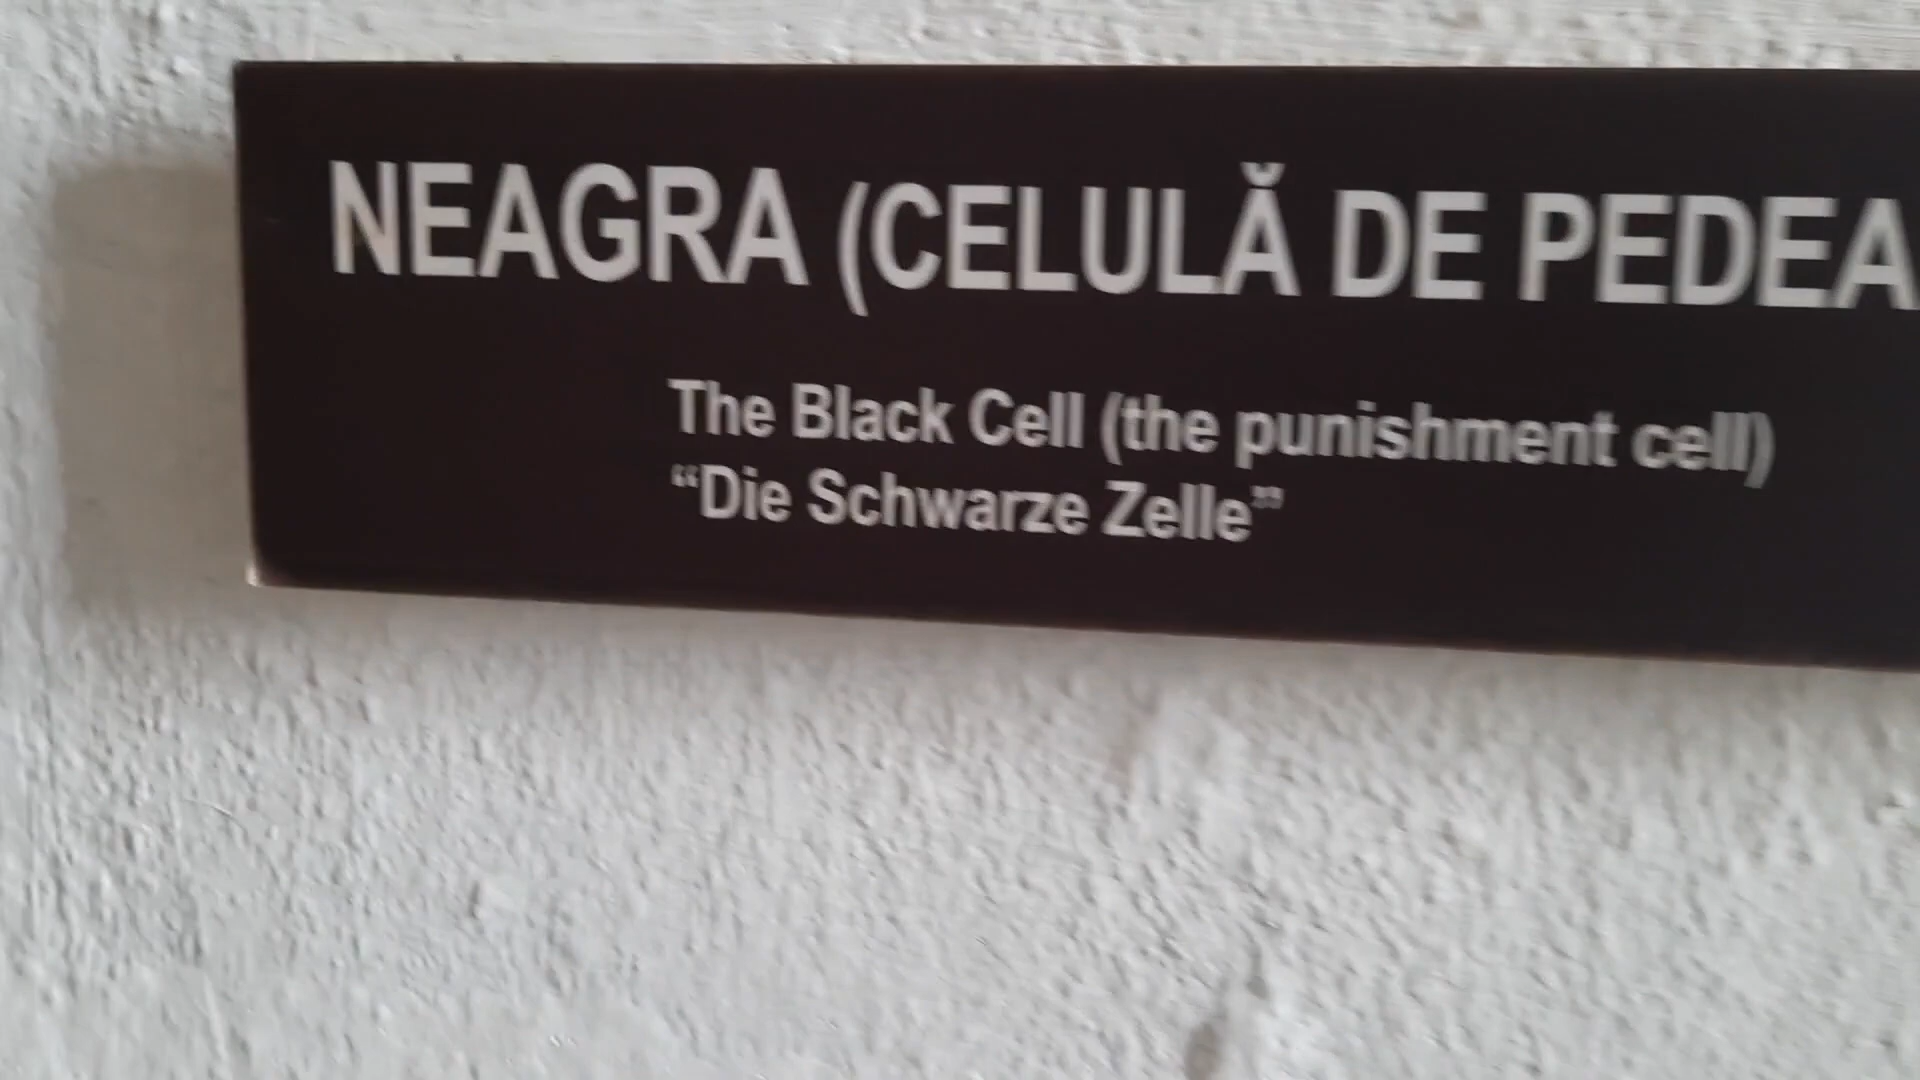 NEAGRA (CELULĂ DE PEDEA
The Black Cell (the punishment cell)
“Die Schwarze Zelle”